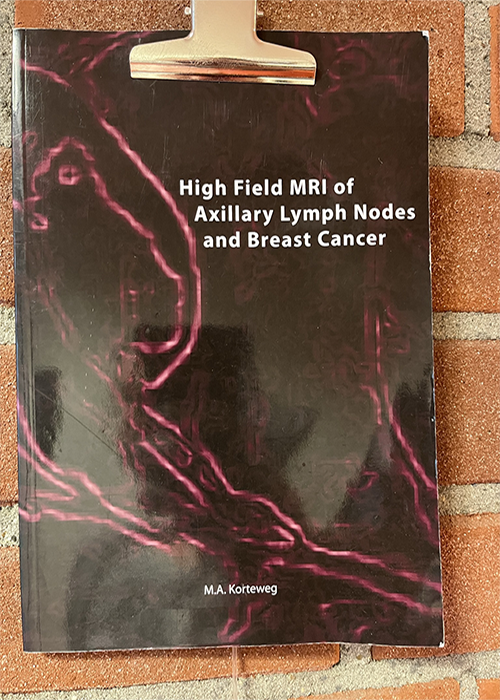 High Field MRI of
Axillary Lymph Nodes
and Breast Cancer
M.A. Korteweg